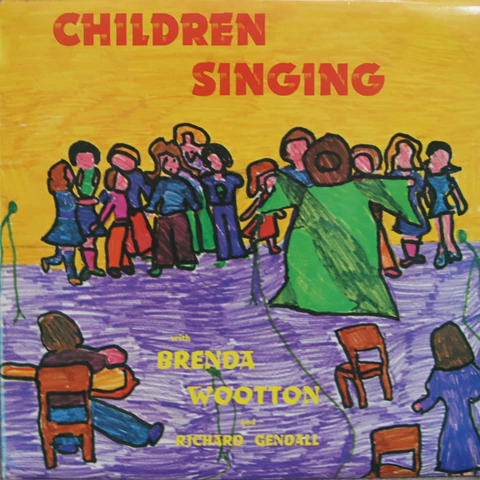 CHILDREN
SINGING
with
BRENDA
WOOTTON
and
RICHARD GENDALL